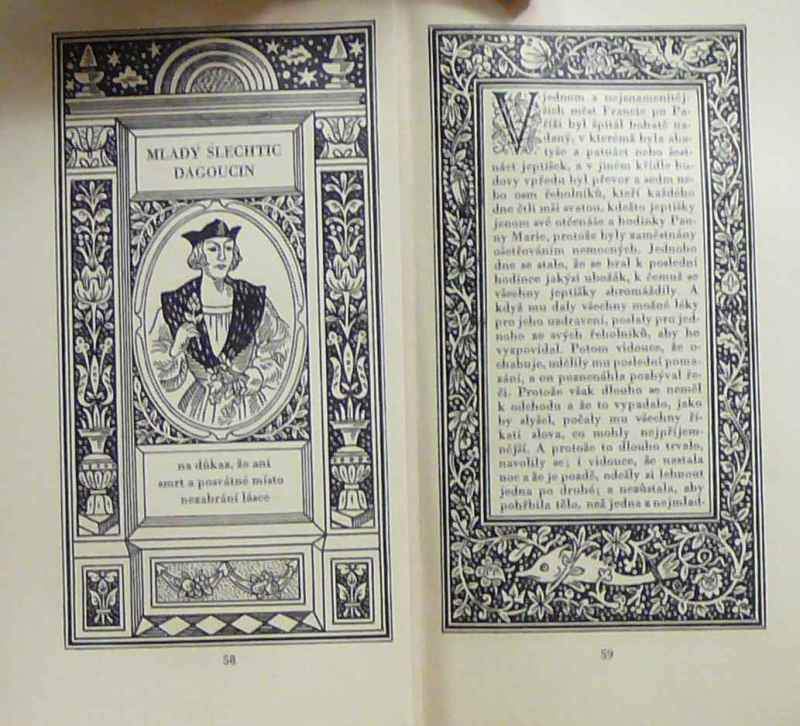 MLADÝ ŠLECHTIC
DAGOUCIN
na důkaz, že ani
smrt a posvátné místo
nezabrání lásce
58
V jednom z nejznamenitěj-
ších měst Francie po Pa-
říži byl špitál bohatě na-
daný, v kterémž byla aba-
tyše a patnáct nebo šest-
náct jeptišek, a v jiném křídle bu-
dovy vpředu byl převor a sedm ne-
bo osm řeholníků, kteří každého
dne čtli mši svatou, kdežto jeptišky
jenom své otčenáše a hodinky Pan-
ny Marie, protože byly zaměstnány
ošetřováním nemocných. Jednoho
dne se stalo, že se bral k poslední
hodince jakýsi ubožák, k čemuž se
všechny jeptišky shromáždily. A
když mu daly všechny možné léky
pro jeho uzdravení, poslaly pro jed-
noho ze svých řeholníků, aby ho
vyzpovídal. Potom vidouce, že o-
chabuje, udělily mu poslední poma-
zání, a on poznenáhla pozbýval ře-
či. Protože však dlouho se neměl
k odchodu a že to vypadalo, jako
by slyšel, počaly mu všechny ří-
kati slova, co mohly nejpříjem-
nější. A protože to dlouho trvalo,
navolily se; i vidouce, že nastala
noc a že je pozdě, odešly si lehnout
jedna po druhé; a nezůstala, aby
pohřbila tělo, než jedna z nejmlad-
59